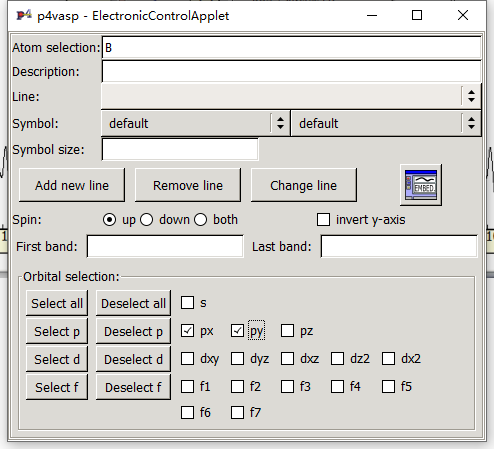 p4vasp - ElectronicControlApplet
Atom selection: B
Description:
Line:
Symbol: default default
Symbol size:
Add new line Remove line Change line EMBED.
Spin: up down both invert y-axis
First band: Last band:
Orbital selection:
Select all Deselect all s
Select p Deselect p px py pz
Select d Deselect d dxy dyz dxz dz2 dx2
Select f Deselect f f1 f2 f3 f4 f5
f6 f7